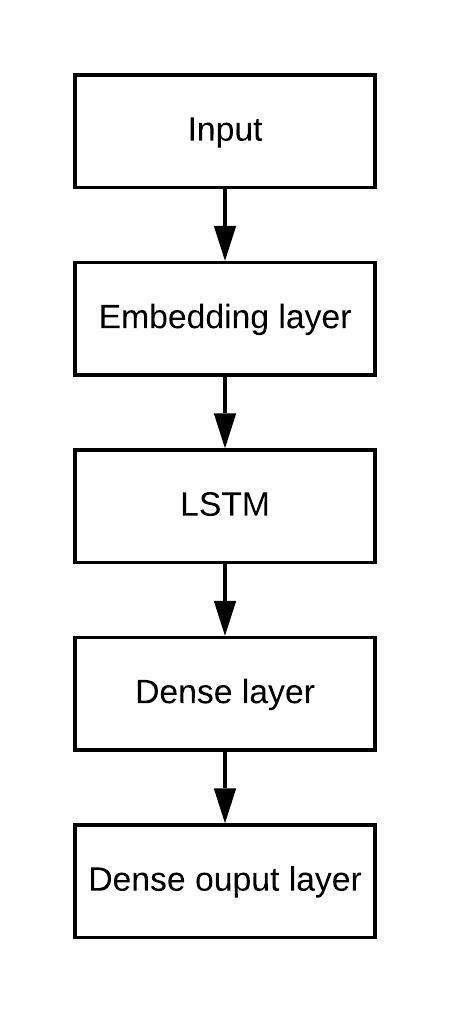 Input
Embedding layer
LSTM
Dense layer
Dense ouput layer